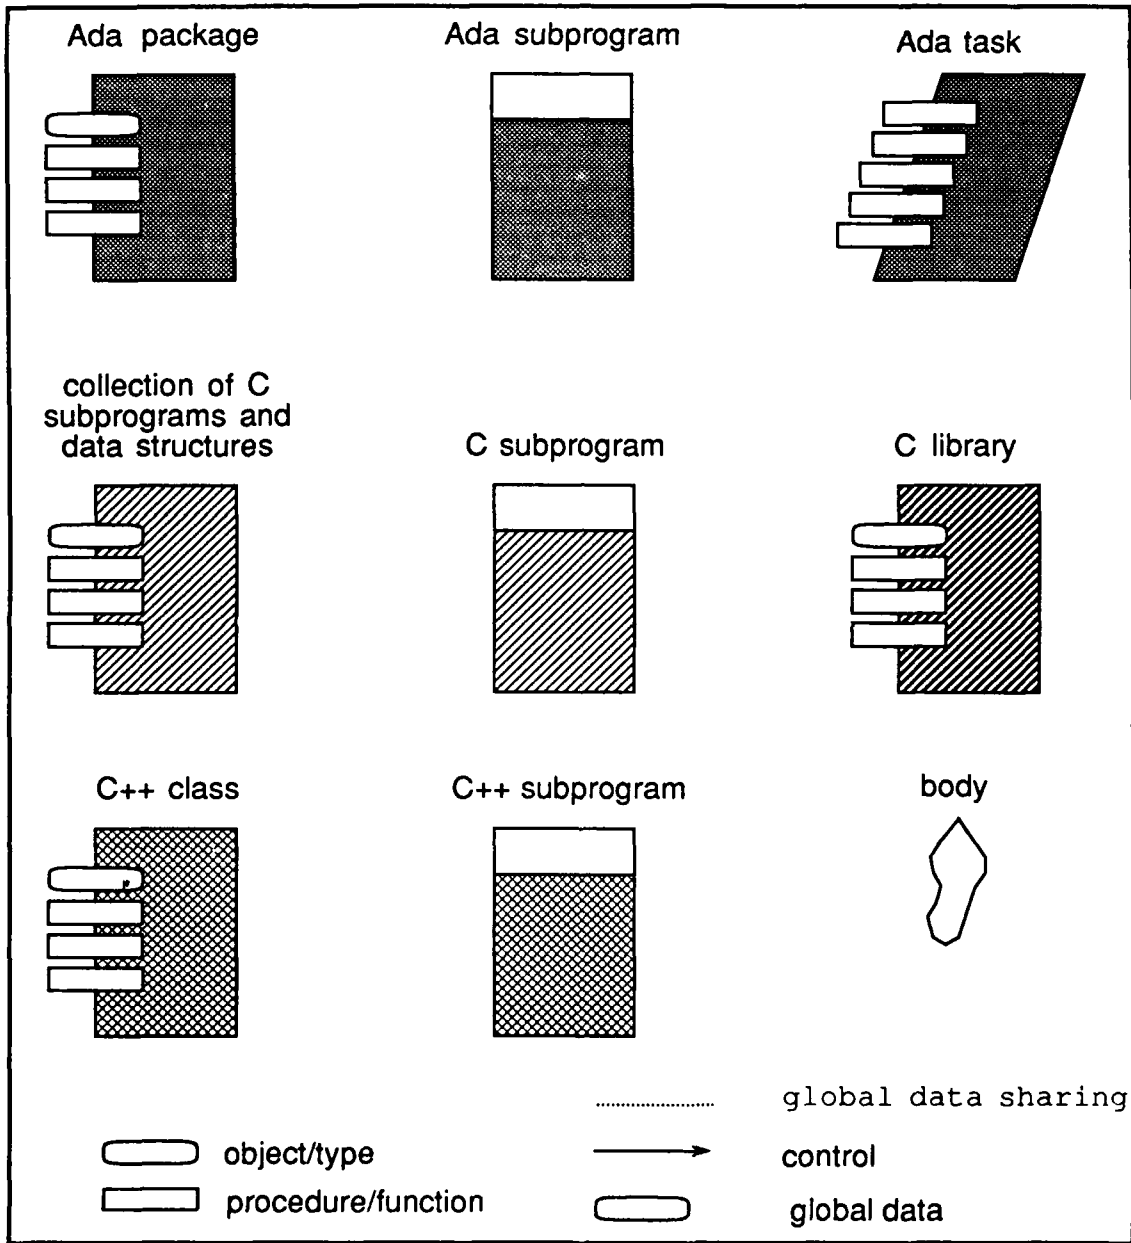 Ada package
Ada subprogram
Ada task
collection of C
subprograms and
data structures
C subprogram
C library
C++ class
C++ subprogram
body
global data sharing
object/type
control
procedure/function
global data